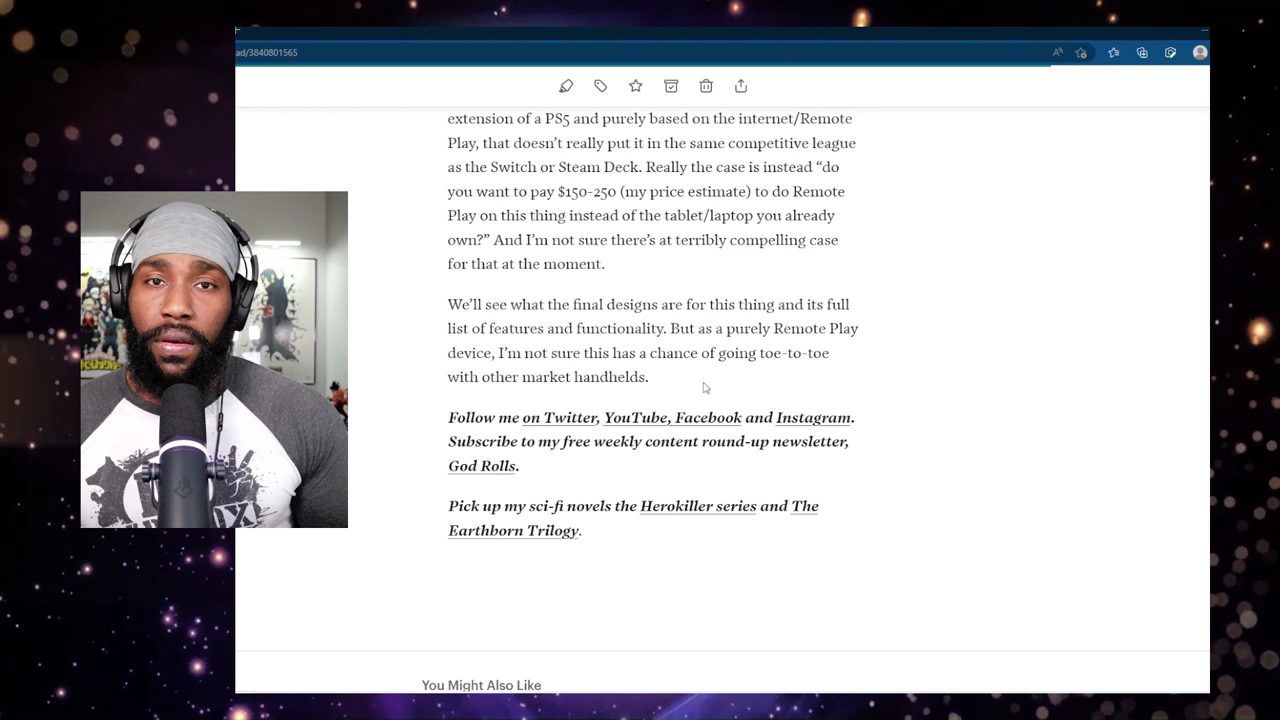 ad/3840801565
extension of a PS5 and purely based on the internet/Remote
Play, that doesn’t really put it in the same competitive league
as the Switch or Steam Deck. Really the case is instead “do
you want to pay $150-250 (my price estimate) to do Remote
Play on this thing instead of the tablet/laptop you already
own?” And I’m not sure there’s at terribly compelling case
for that at the moment.
We’ll see what the final designs are for this thing and its full
list of features and functionality. But as a purely Remote Play
device, I’m not sure this has a chance of going toe-to-toe
with other market handhelds.
Follow me on Twitter, YouTube, Facebook and Instagram.
Subscribe to my free weekly content round-up newsletter,
God Rolls.
Pick up my sci-fi novels the Herokiller series and The
Earthborn Trilogy.
You Might Also Like